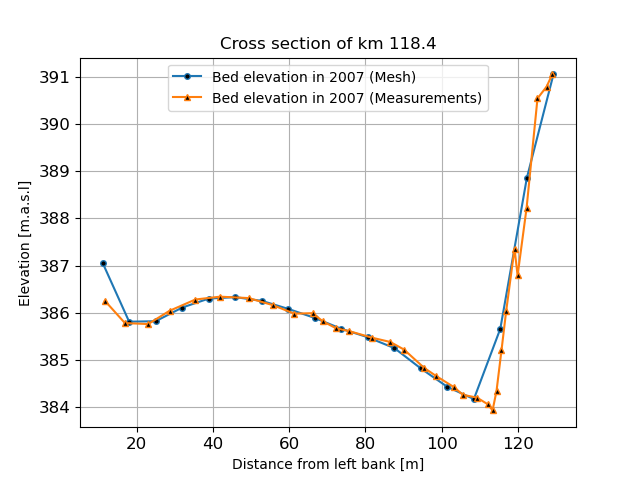 Cross section of km 118.4
Bed elevation in 2007 (Mesh)
Bed elevation in 2007 (Measurements)
Elevation [m.a.s.l]
391
390
389
388
387
386
385
384
20 40 60 80 100 120
Distance from left bank [m]